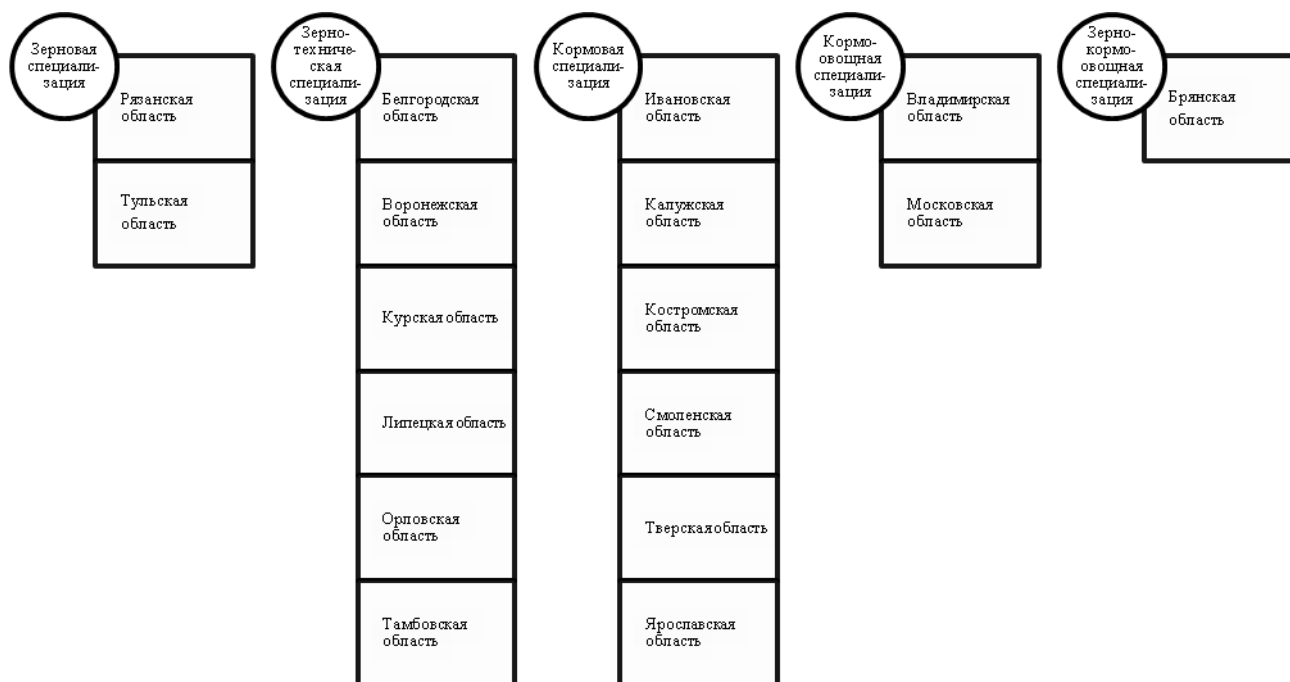 Зерновая
специали-
зация
Рязанская
область
Тульская
область
Зерно-
техниче-
ская
специали-
зация
Белгородская
область
Воронежская
область
Курская область
Липецкая область
Орловская
область
Тамбовская
область
Кормовая
специали-
зация
Ивановская
область
Калужская
область
Костромская
область
Смоленская
область
Тверская область
Ярославская
область
Кормо-
овощная
специали-
зация
Владимирская
область
Московская
область
Зерно-
кормо-
овощная
специали-
зация
Брянская
область